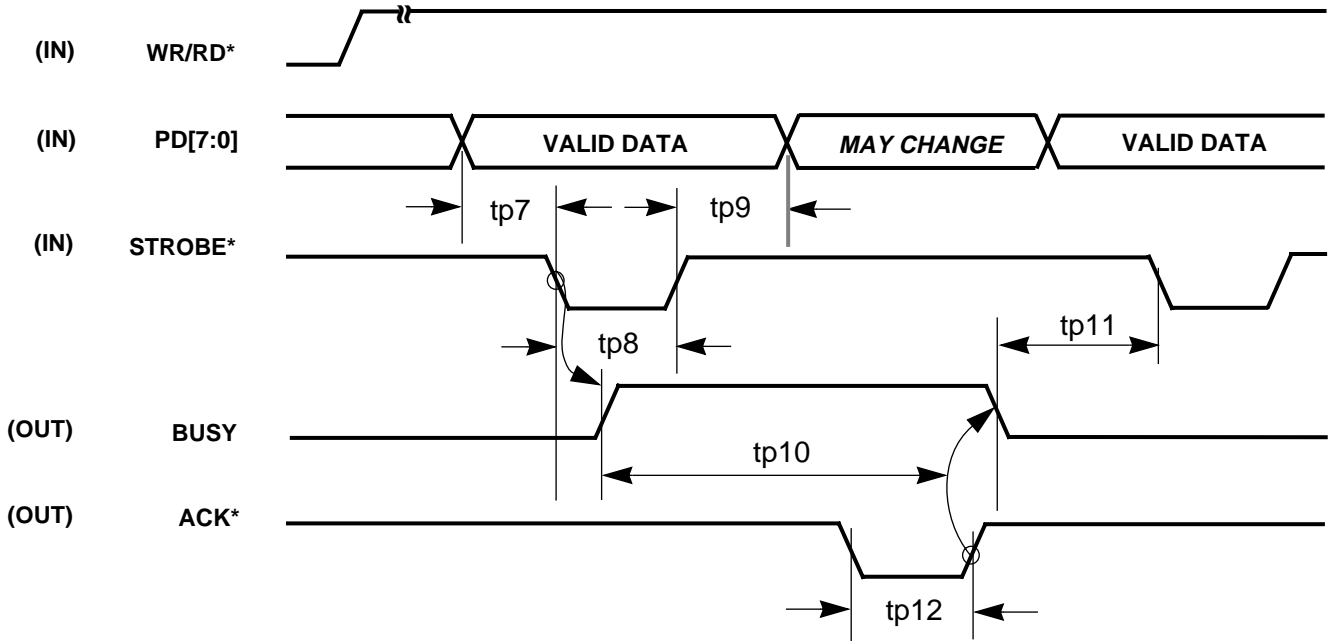 (IN) WR/RD*
(IN) PD[7:0] VALID DATA MAY CHANGE VALID DATA
tp7 tp9
(IN) STROBE*
tp8 tp11
(OUT) BUSY
tp10
(OUT) ACK*
tp12